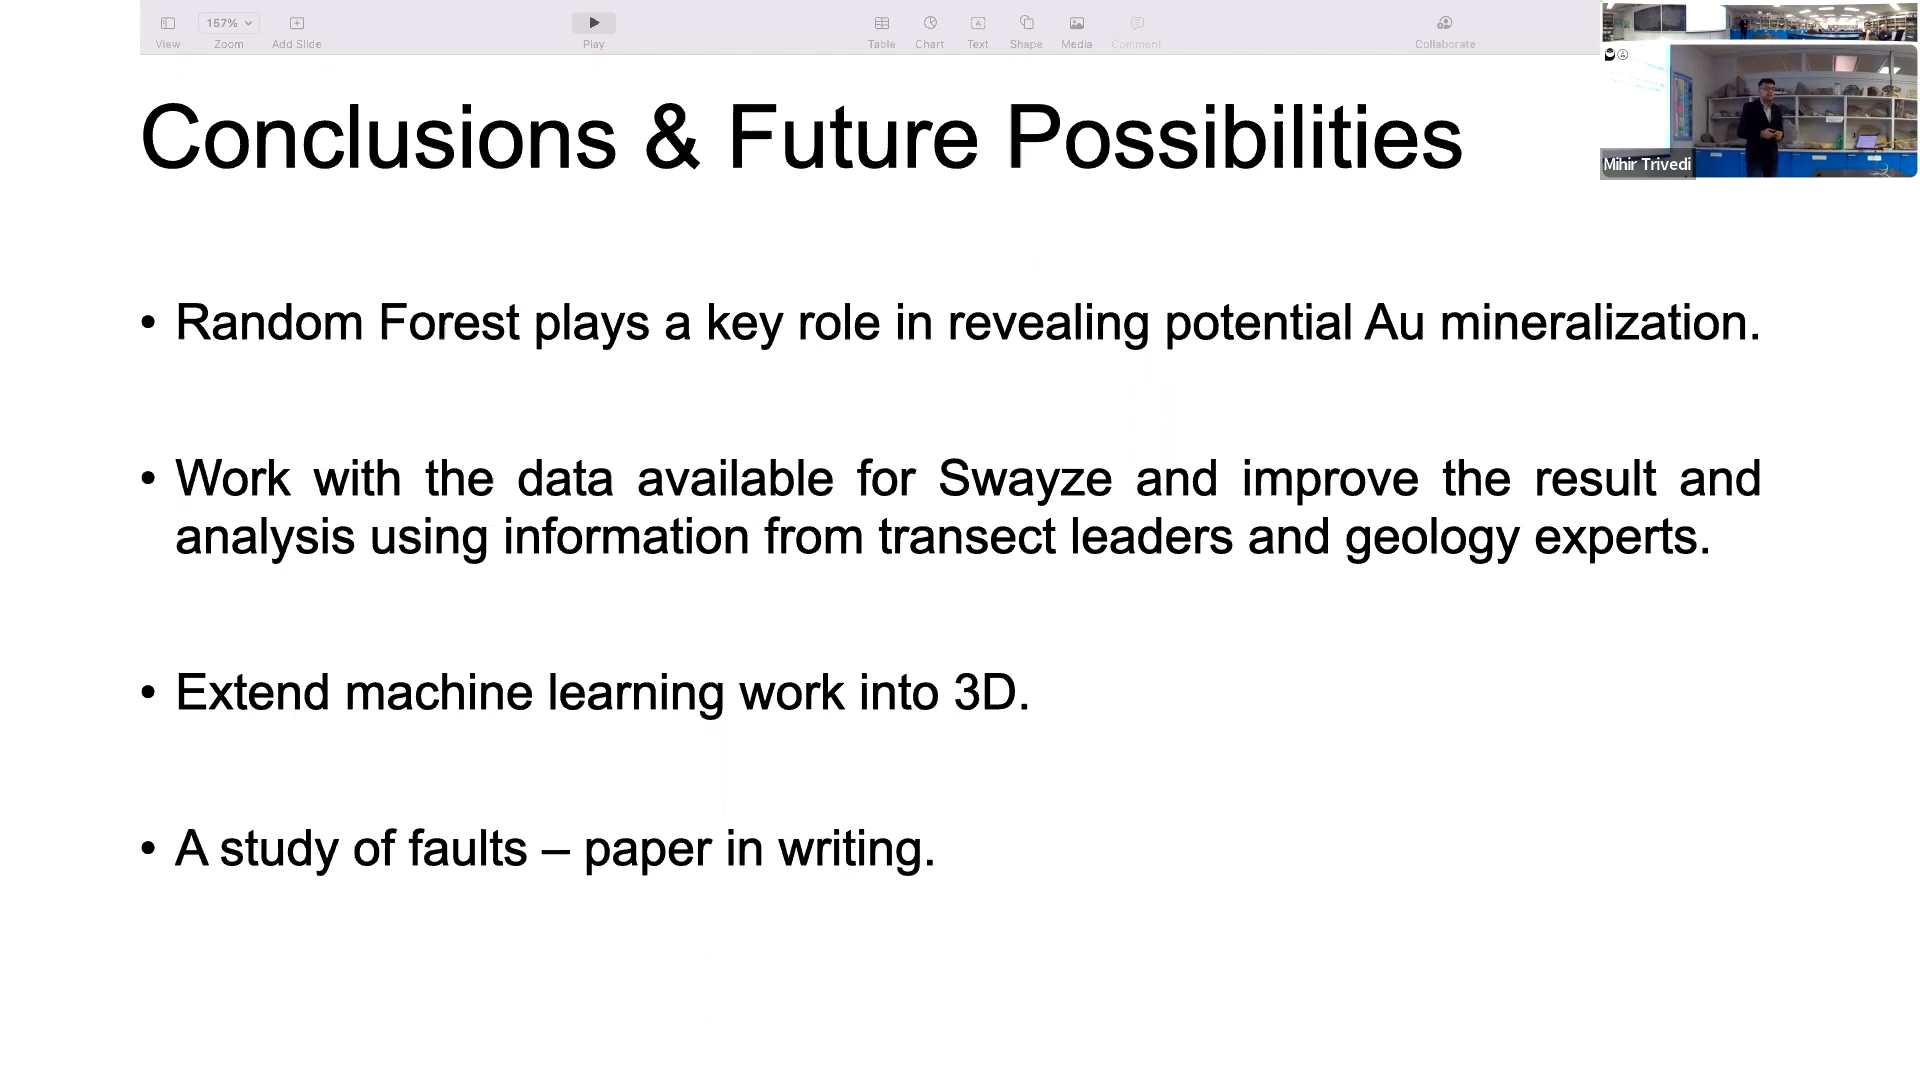 157%
View
Zoom
Add Slide
Play
Table
Chart
Text
Shape
Media
Comment
Collaborate
Mihir Trivedi
Conclusions & Future Possibilities
• Random Forest plays a key role in revealing potential Au mineralization.
• Work with the data available for Swayze and improve the result and
analysis using information from transect leaders and geology experts.
• Extend machine learning work into 3D.
• A study of faults – paper in writing.